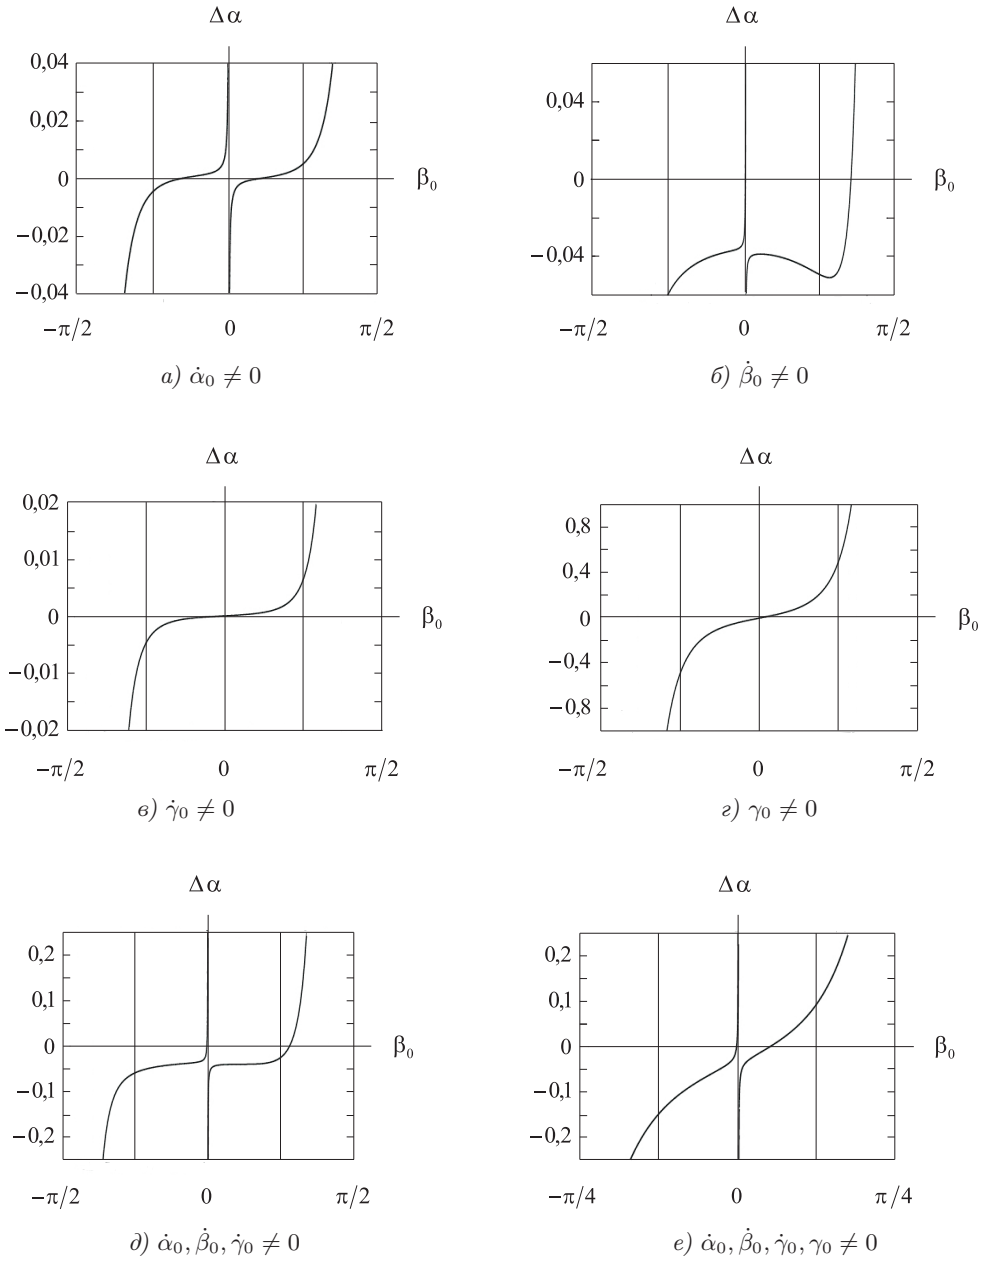 Δα
Δα
0,04
0,02
0
−0,02
−0,04
β₀
−π/2
0
π/2
0,04
0
−0,04
β₀
−π/2
0
π/2
а) α̇₀ ≠ 0
б) β̇₀ ≠ 0
Δα
Δα
0,02
0,01
0
−0,01
−0,02
β₀
−π/2
0
π/2
0,8
0,4
0
−0,4
−0,8
β₀
−π/2
0
π/2
в) γ̇₀ ≠ 0
г) γ₀ ≠ 0
Δα
Δα
0,2
0,1
0
−0,1
−0,2
β₀
−π/2
0
π/2
0,2
0,1
0
−0,1
−0,2
β₀
−π/4
0
π/4
д) α̇₀, β̇₀, γ̇₀ ≠ 0
е) α̇₀, β̇₀, γ̇₀, γ₀ ≠ 0